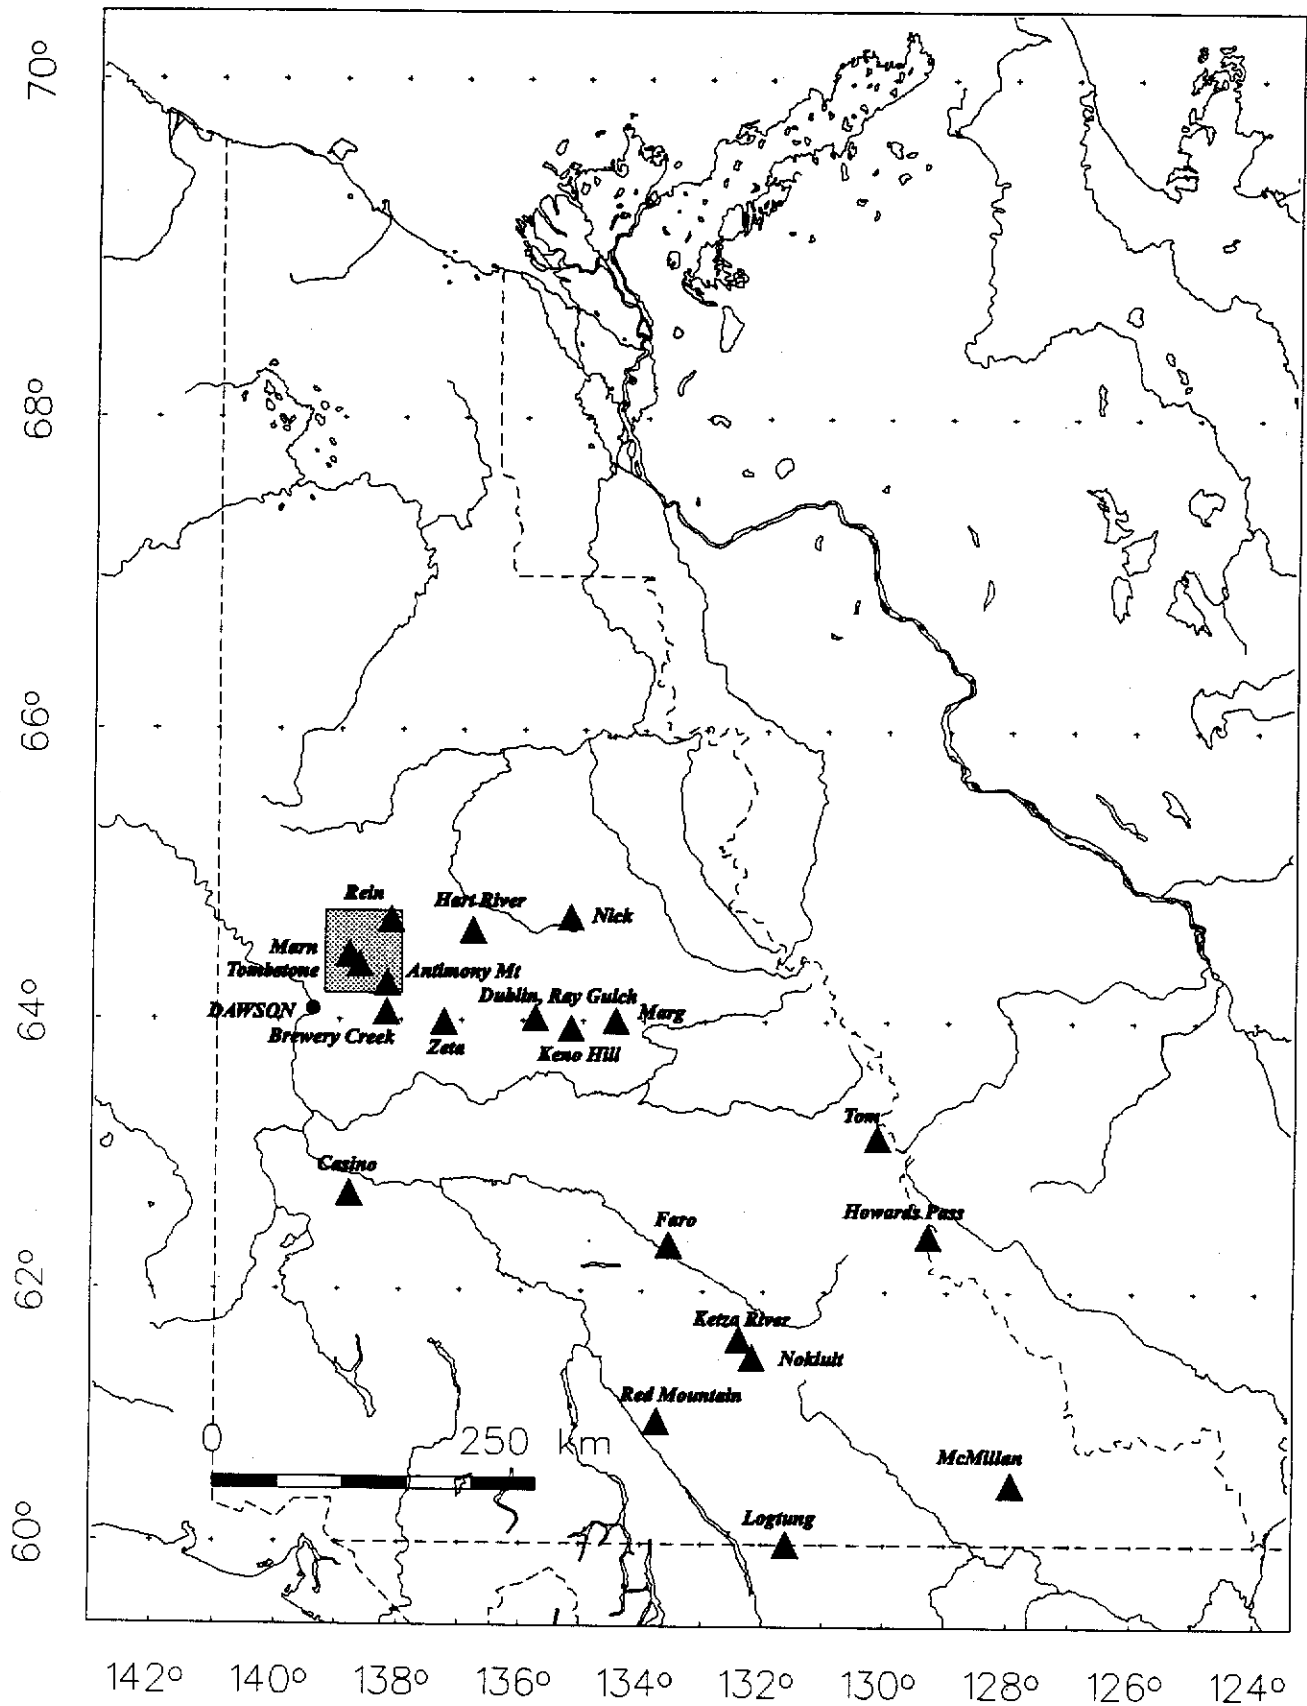 70°
68°
66°
64°
62°
60°
Rein
Hart River
Nick
Marn
Tombstone
Antimony Mt
DAWSON
Dublin, Ray Gulch
Marg
Brewery Creek
Zeta
Keno Hill
Tom
Casino
Howards Pass
Faro
Ketza River
Nokluit
Red Mountain
0
250 km
McMillan
Logtung
142° 140° 138° 136° 134° 132° 130° 128° 126° 124°